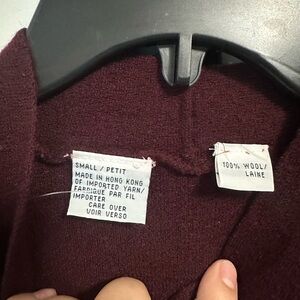 SMALL / PETIT
MADE IN HONG KONG
OF IMPORTED YARN/
FABRIQUE PAR FIL
IMPORTER
CARE OVER
VOIR VERSO
100% WOOL/
LAINE